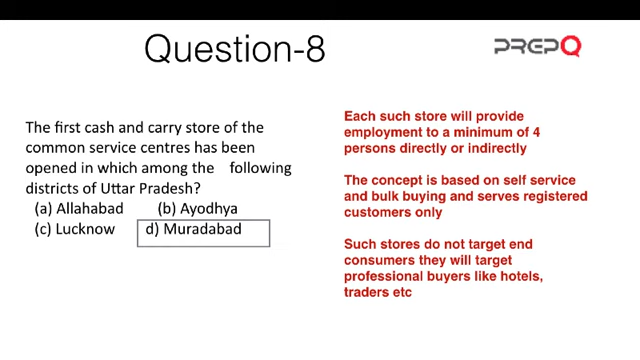 Question-8
PREPQ
The first cash and carry store of the
common service centres has been
opened in which among the following
districts of Uttar Pradesh?
(a) Allahabad (b) Ayodhya
(c) Lucknow d) Muradabad
Each such store will provide
employment to a minimum of 4
persons directly or indirectly
The concept is based on self service
and bulk buying and serves registered
customers only
Such stores do not target end
consumers they will target
professional buyers like hotels,
traders etc